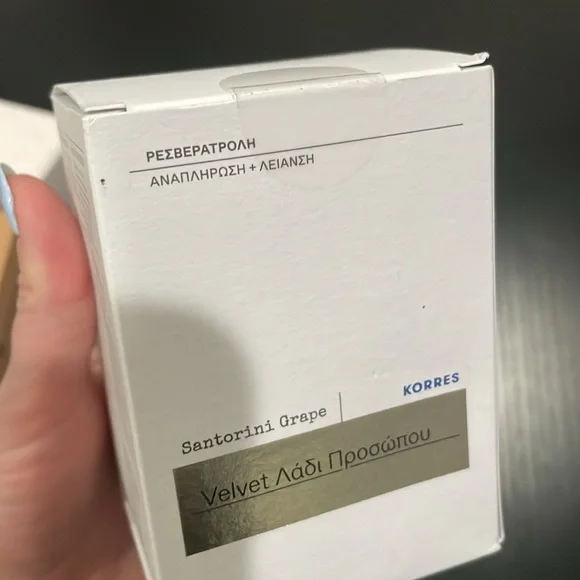 ΡΕΣΒΕΡΑΤΡΟΛΗ
ΑΝΑΠΛΗΡΩΣΗ + ΛΕΙΑΝΣΗ
KORRES
Santorini Grape
Velvet Λάδι Προσώπου